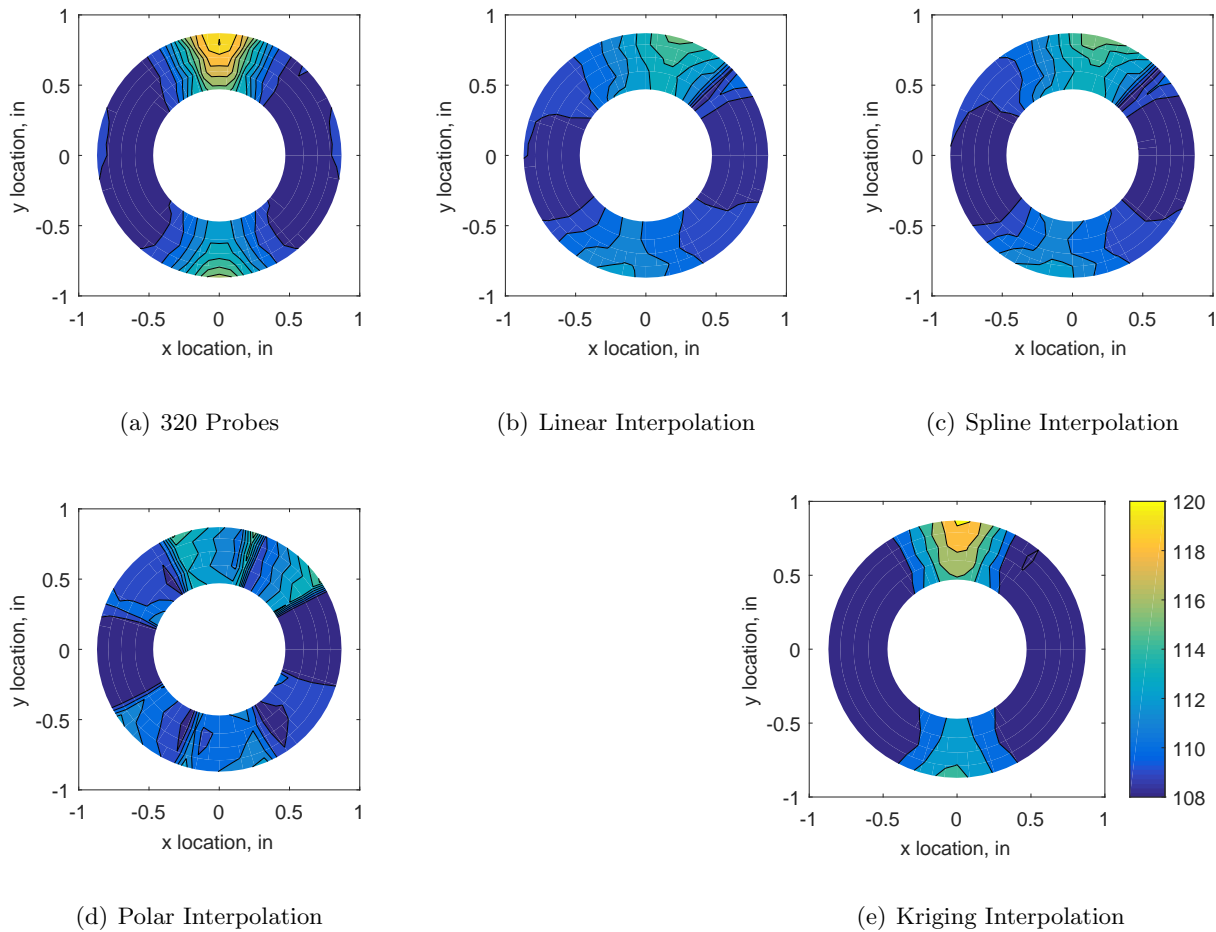 1
0.5
0
-0.5
-1
y location, in
-1 -0.5 0 0.5 1
x location, in
(a) 320 Probes
1
0.5
0
-0.5
-1
y location, in
-1 -0.5 0 0.5 1
x location, in
(b) Linear Interpolation
1
0.5
0
-0.5
-1
y location, in
-1 -0.5 0 0.5 1
x location, in
(c) Spline Interpolation
1
0.5
0
-0.5
-1
y location, in
-1 -0.5 0 0.5 1
x location, in
(d) Polar Interpolation
1
0.5
0
-0.5
-1
y location, in
-1 -0.5 0 0.5 1
x location, in
120
118
116
114
112
110
108
(e) Kriging Interpolation